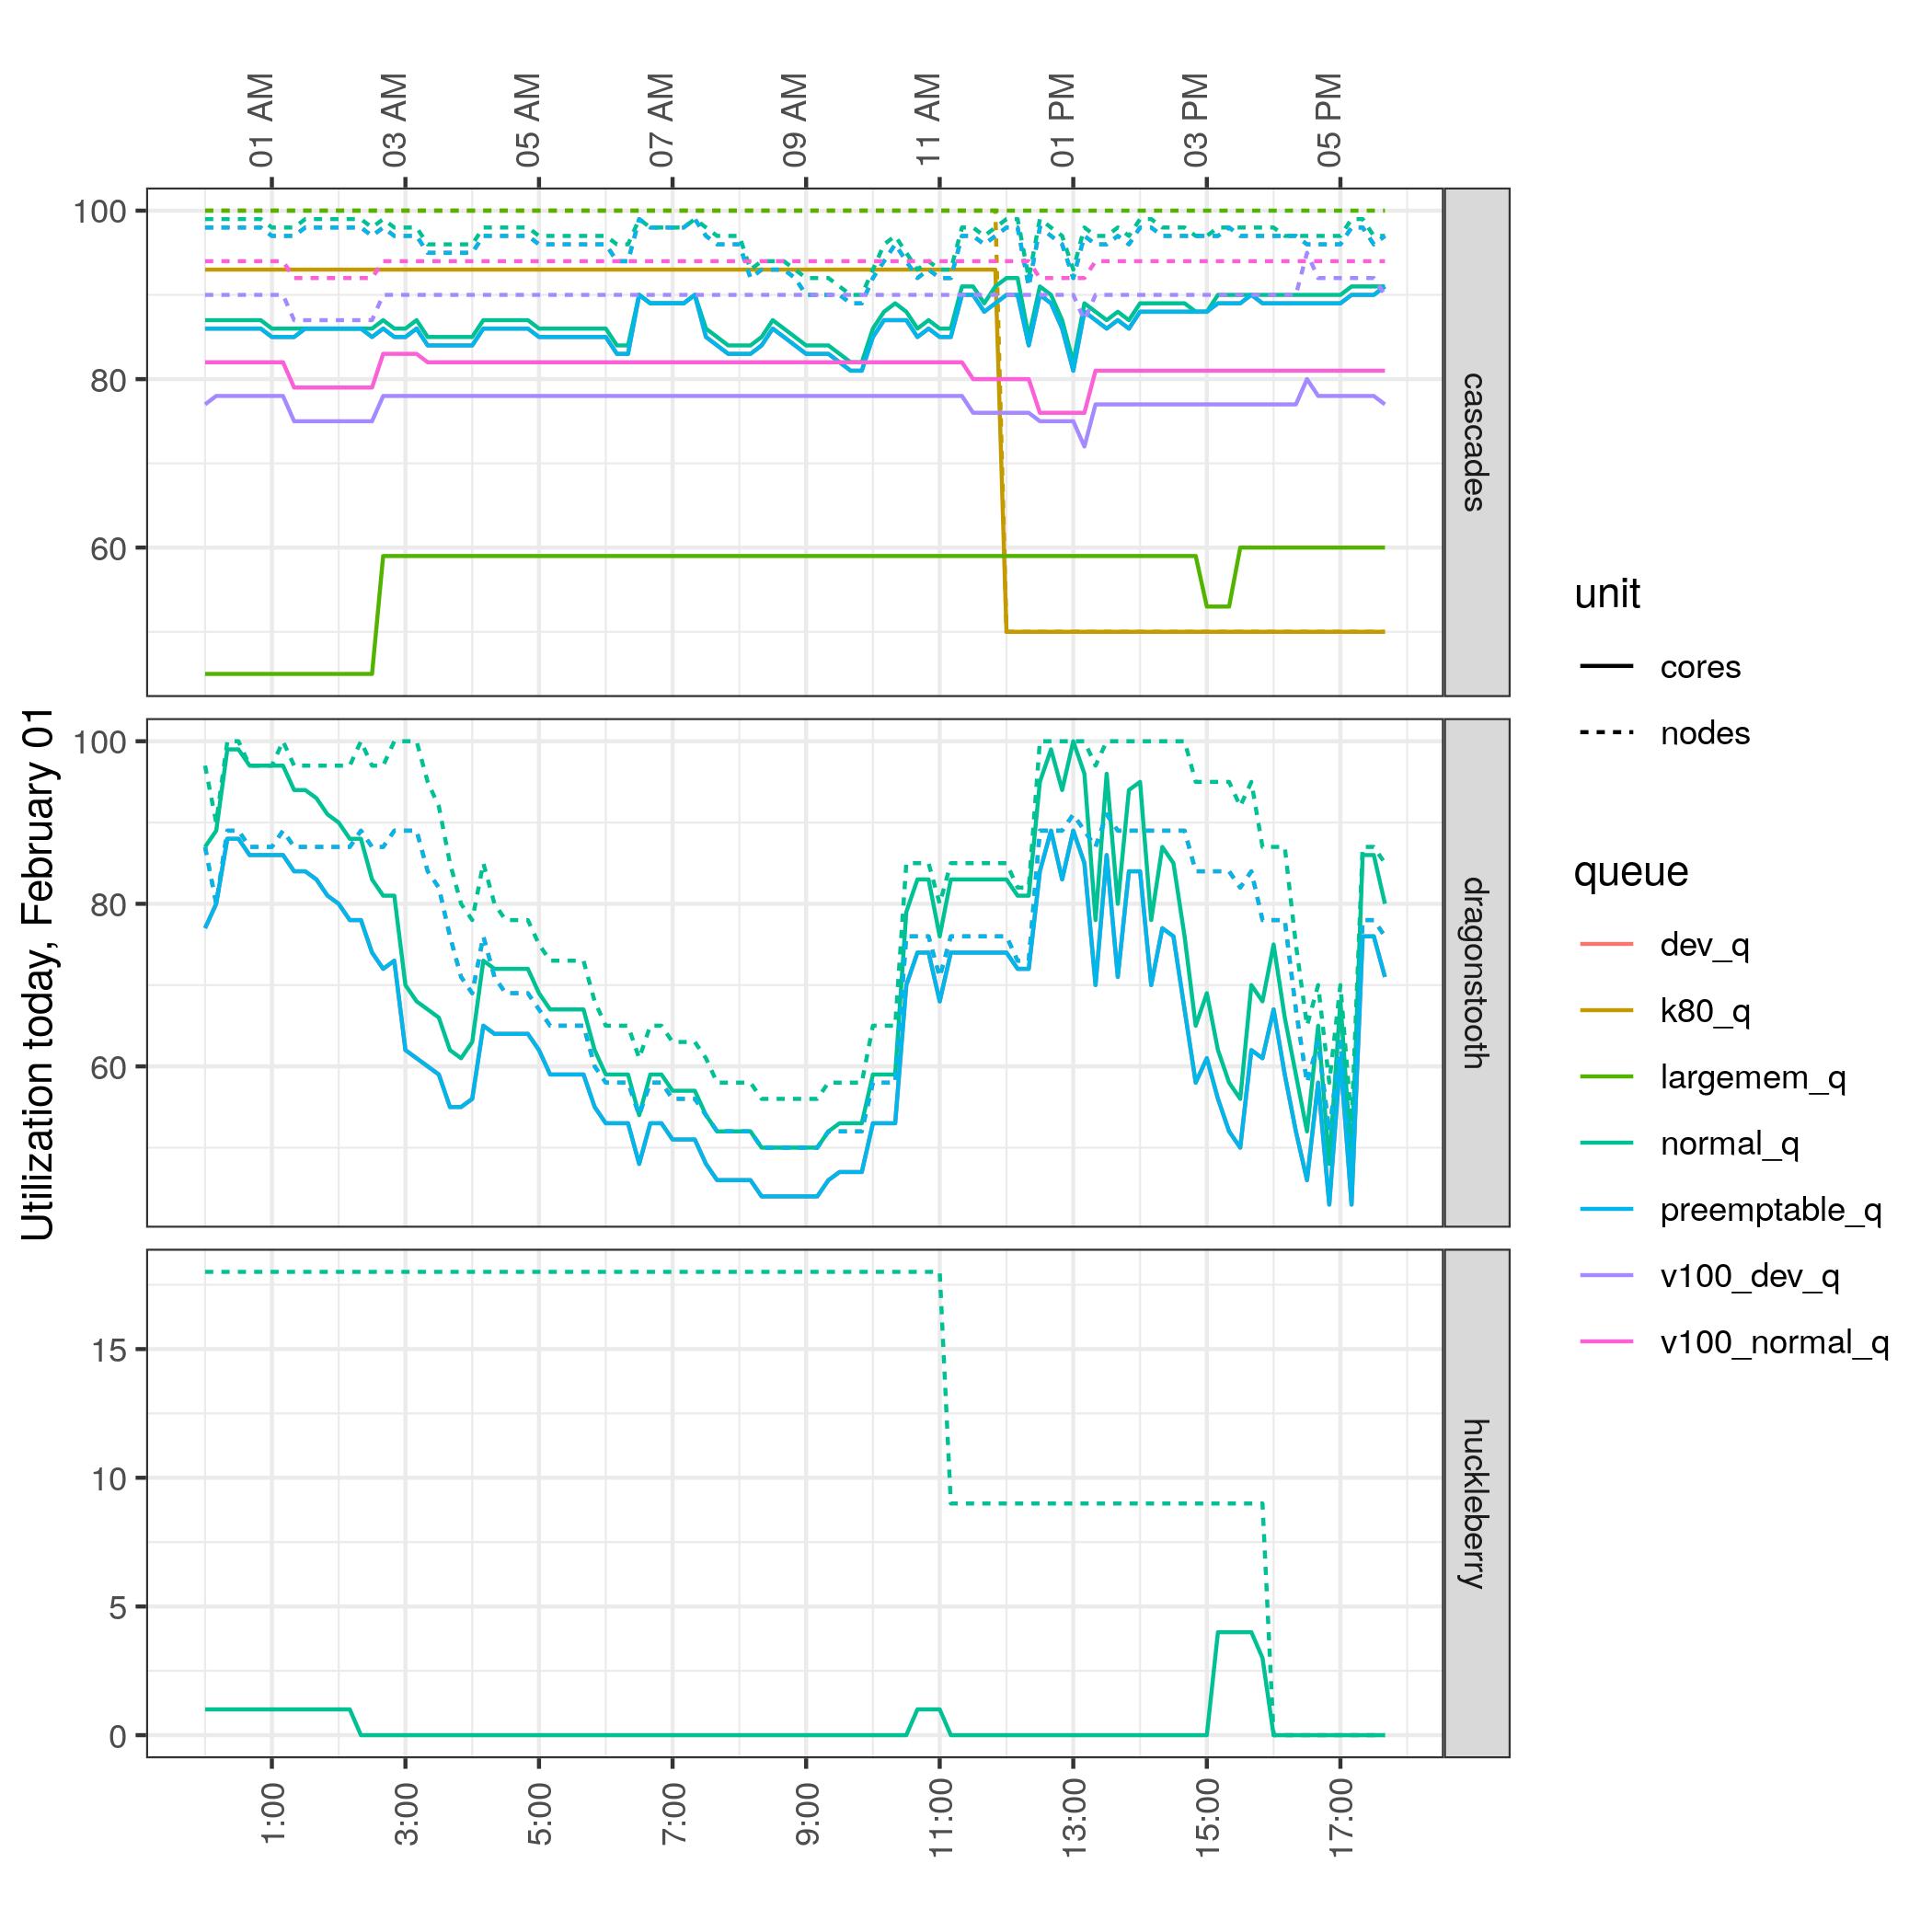 01 AM
03 AM
05 AM
07 AM
09 AM
11 AM
01 PM
03 PM
05 PM
Utilization today, February 01
100
80
60
cascades
100
80
60
dragonstooth
15
10
5
0
huckleberry
1:00
3:00
5:00
7:00
9:00
11:00
13:00
15:00
17:00
unit
cores
nodes
queue
dev_q
k80_q
largemem_q
normal_q
preemptable_q
v100_dev_q
v100_normal_q